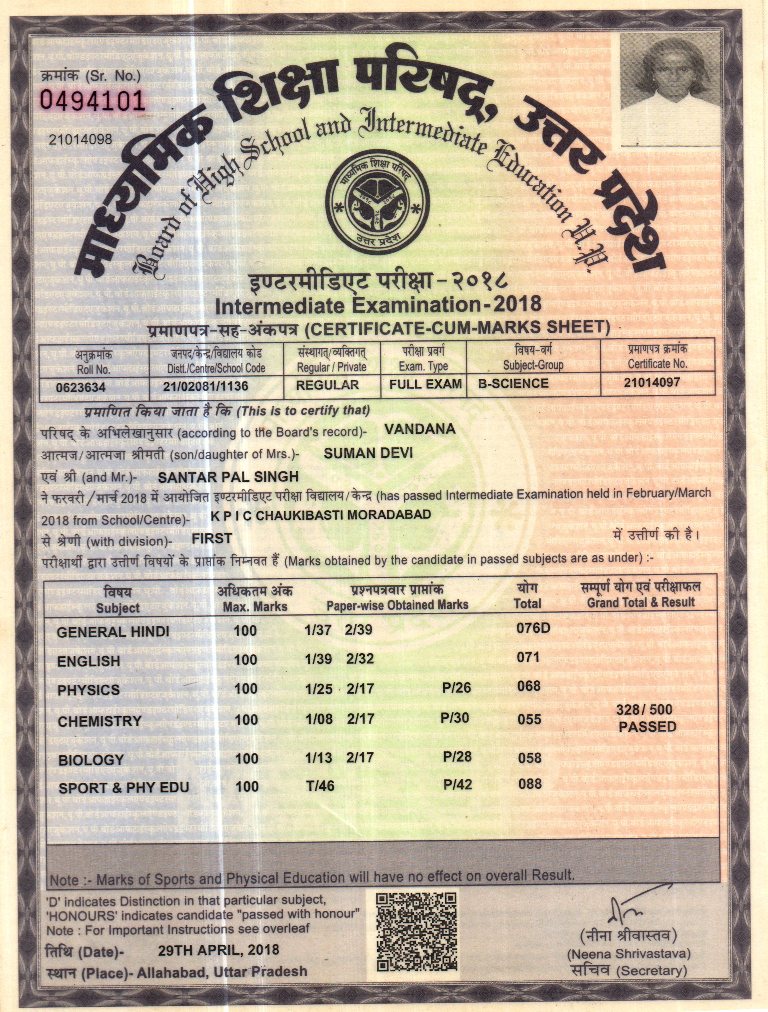 क्रमांक (Sr. No.)
0494101
21014098
माध्यमिक शिक्षा परिषद्, उत्तर प्रदेश
Board of High School and Intermediate Education U.P.
माध्यमिक शिक्षा परिषद्
उत्तर प्रदेश
इण्टरमीडिएट परीक्षा - २०१८
Intermediate Examination - 2018
प्रमाणपत्र-सह-अंकपत्र (CERTIFICATE-CUM-MARKS SHEET)
अनुक्रमांक जनपद/केन्द्र/विद्यालय कोड संस्थागत्/व्यक्तिगत् परीक्षा प्रवर्ग विषय-वर्ग प्रमाणपत्र क्रमांक
Roll No. Distt./Centre/School Code Regular / Private Exam. Type Subject-Group Certificate No.
0623634 21/02081/1136 REGULAR FULL EXAM B-SCIENCE 21014097
प्रमाणित किया जाता है कि (This is to certify that)
परिषद् के अभिलेखानुसार (according to the Board's record)- VANDANA
आत्मज/आत्मजा श्रीमती (son/daughter of Mrs.)- SUMAN DEVI
एवं श्री (and Mr.)- SANTAR PAL SINGH
ने फरवरी/मार्च 2018 में आयोजित इण्टरमीडिएट परीक्षा विद्यालय/केन्द्र (has passed Intermediate Examination held in February/March
2018 from School/Centre)- K P I C CHAUKIBASTI MORADABAD
से श्रेणी (with division)- FIRST में उत्तीर्ण की है।
परीक्षार्थी द्वारा उत्तीर्ण विषयों के प्राप्तांक निम्नवत हैं (Marks obtained by the candidate in passed subjects are as under) :-
विषय अधिकतम अंक प्रश्नपत्रवार प्राप्तांक योग सम्पूर्ण योग एवं परीक्षाफल
Subject Max. Marks Paper-wise Obtained Marks Total Grand Total & Result
GENERAL HINDI 100 1/37 2/39 076D
ENGLISH 100 1/39 2/32 071
PHYSICS 100 1/25 2/17 P/26 068
CHEMISTRY 100 1/08 2/17 P/30 055 328/ 500
PASSED
BIOLOGY 100 1/13 2/17 P/28 058
SPORT & PHY EDU 100 T/46 P/42 088
Note :- Marks of Sports and Physical Education will have no effect on overall Result.
'D' indicates Distinction in that particular subject,
'HONOURS' indicates candidate "passed with honour"
Note : For Important Instructions see overleaf
तिथि (Date)- 29TH APRIL, 2018
स्थान (Place)- Allahabad, Uttar Pradesh
(नीना श्रीवास्तव)
(Neena Shrivastava)
सचिव (Secretary)